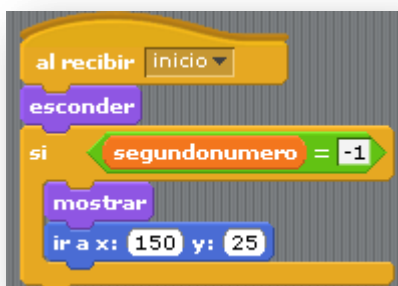 al recibir inicio
esconder
si segundonumero = -1
mostrar
ir a x: 150 y: 25